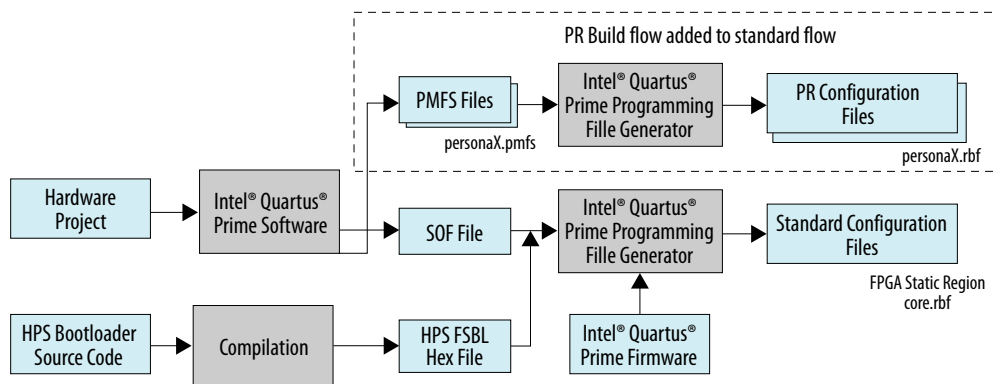 PR Build flow added to standard flow
PMFS Files
personaX.pmfs
Intel® Quartus®
Prime Programming
Fille Generator
PR Configuration
Files
personaX.rbf
Hardware
Project
Intel® Quartus®
Prime Software
SOF File
Intel® Quartus®
Prime Programming
Fille Generator
Standard Configuration
Files
FPGA Static Region
core.rbf
HPS Bootloader
Source Code
Compilation
HPS FSBL
Hex File
Intel® Quartus®
Prime Firmware